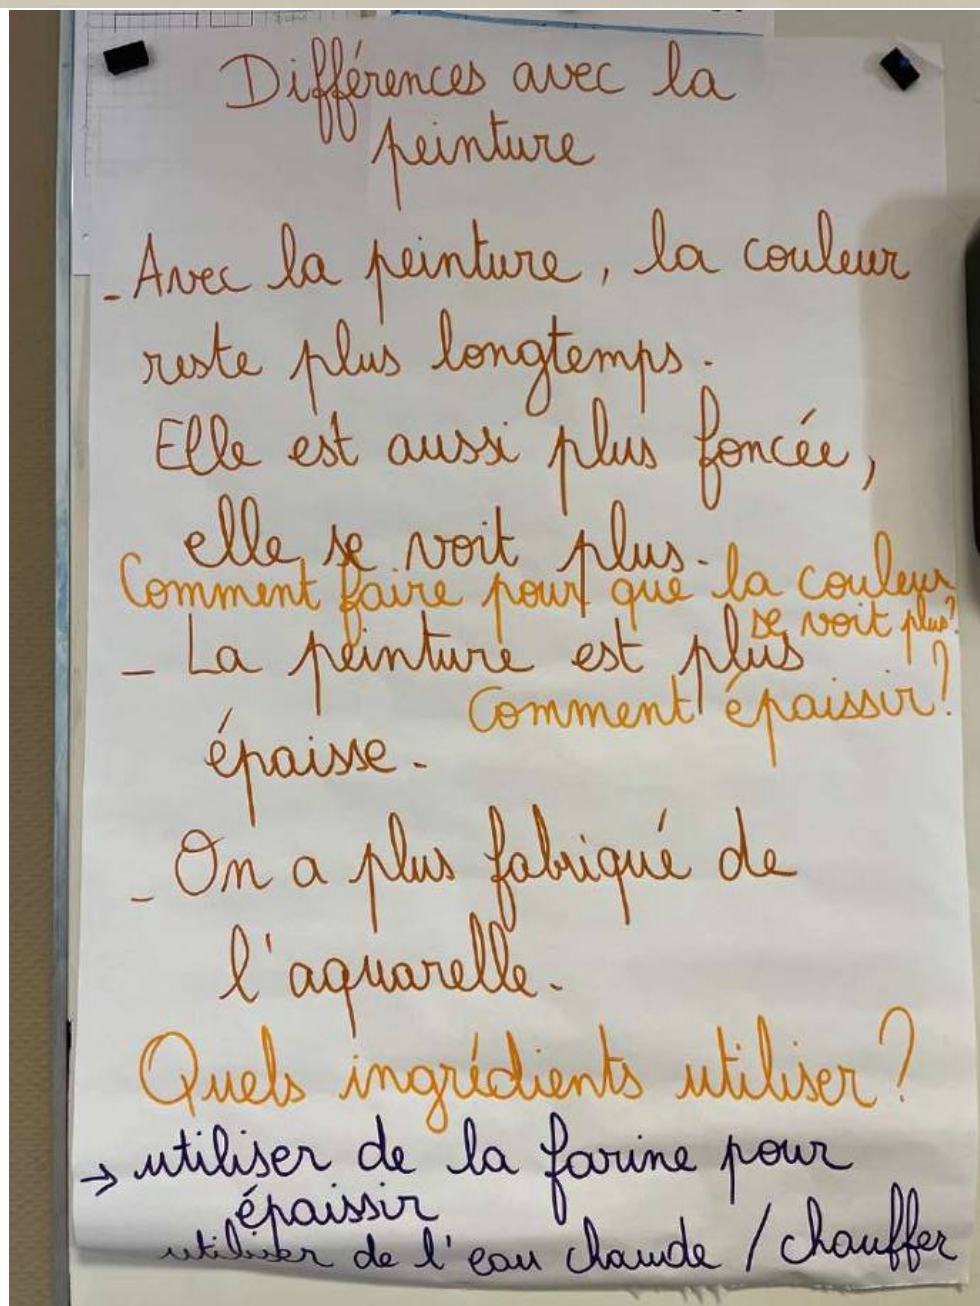 Différences avec la
peinture
- Avec la peinture, la couleur
reste plus longtemps.
Elle est aussi plus foncée,
elle se voit plus.
Comment faire pour que la couleur
se voit plus?
- La peinture est plus
Comment épaissir?
épaisse.
- On a plus fabriqué de
l'aquarelle.
Quels ingrédients utiliser?
→ utiliser de la farine pour
épaissir
utiliser de l'eau chaude / chauffer